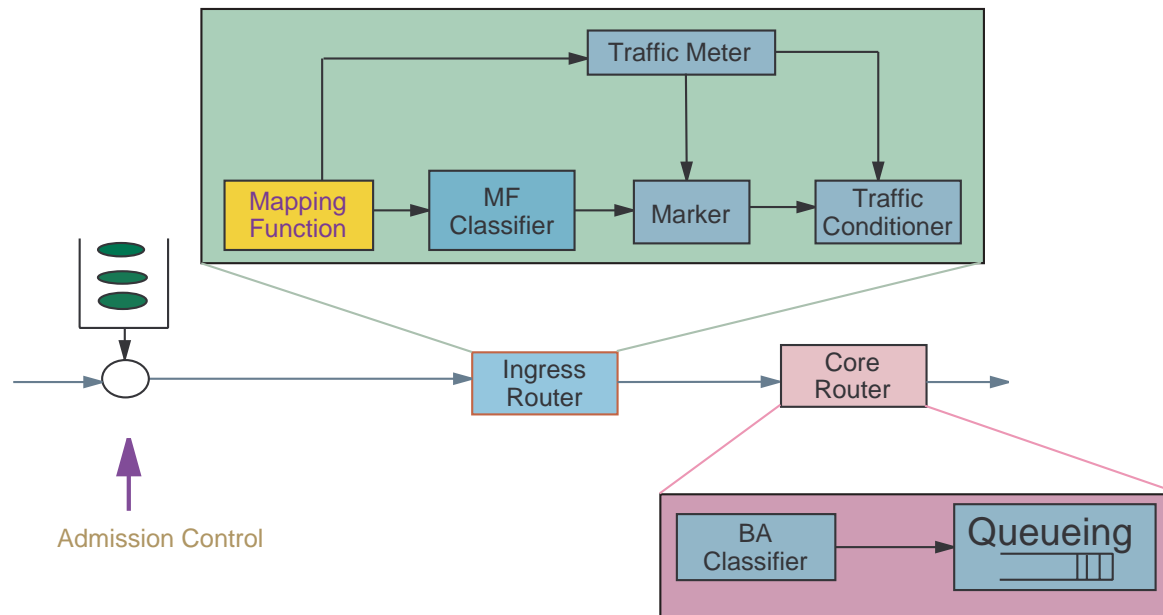 Traffic Meter
Mapping
Function
MF
Classifier
Marker
Traffic
Conditioner
Ingress
Router
Core
Router
Admission Control
BA
Classifier
Queueing